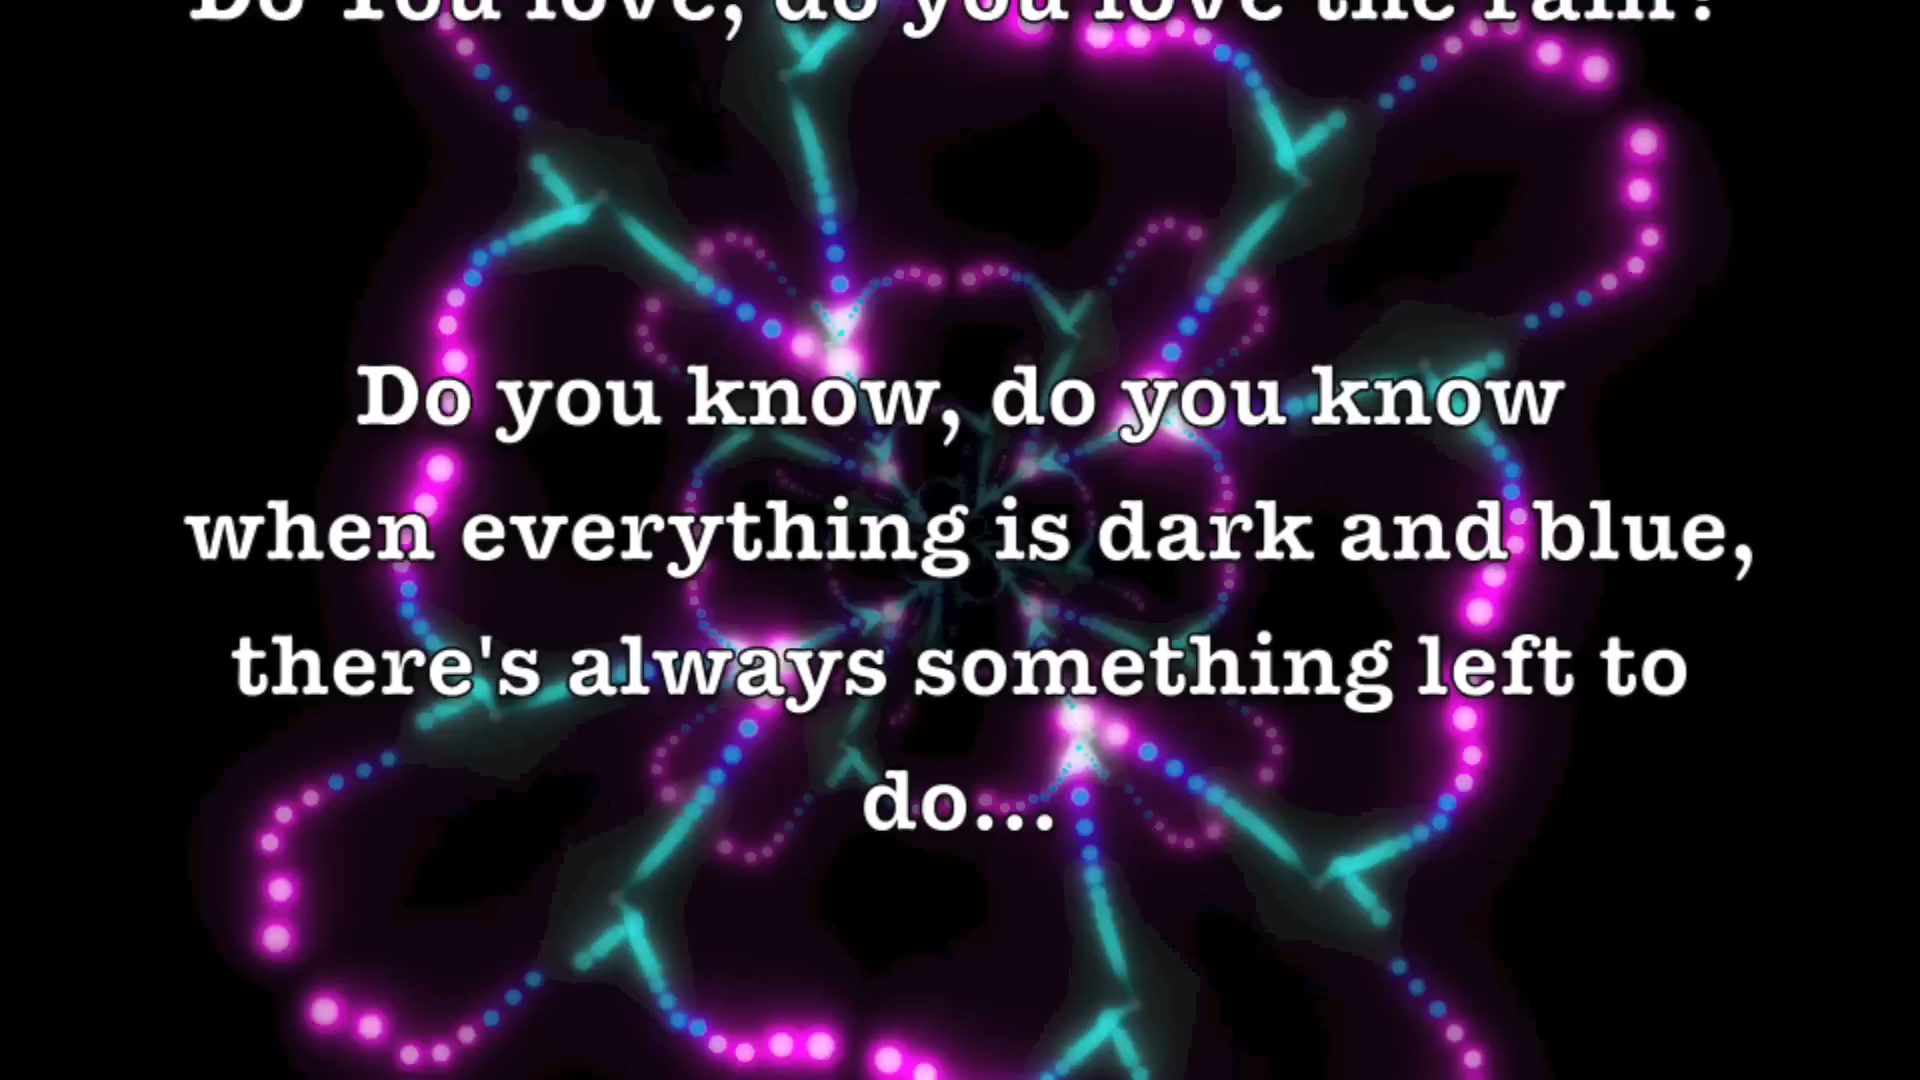 Do You love, do you love the rain?
Do you know, do you know
when everything is dark and blue,
there's always something left to
do...